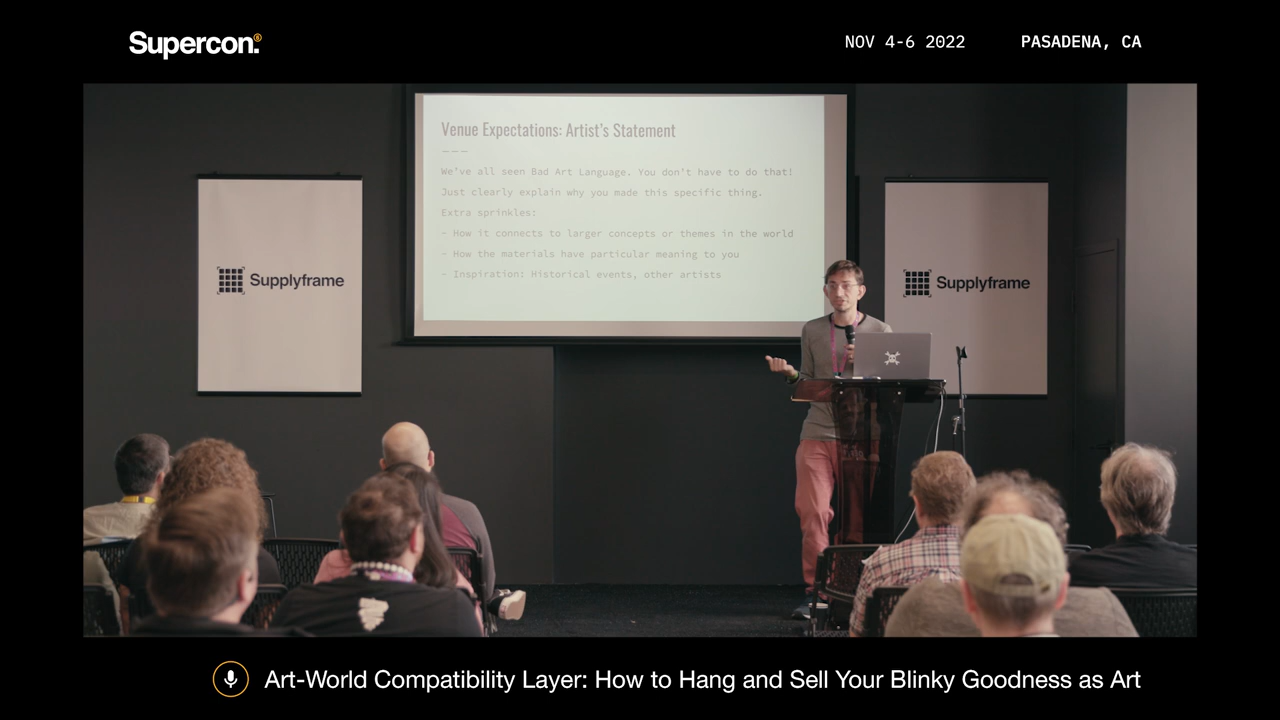 Supercon.6
NOV 4-6 2022
PASADENA, CA
Venue Expectations: Artist's Statement
We've all seen Bad Art Language. You don't have to do that!
Just clearly explain why you made this specific thing.
Extra sprinkles:
- How it connects to larger concepts or themes in the world
- How the materials have particular meaning to you
- Inspiration: Historical events, other artists
Supplyframe
Supplyframe
Art-World Compatibility Layer: How to Hang and Sell Your Blinky Goodness as Art